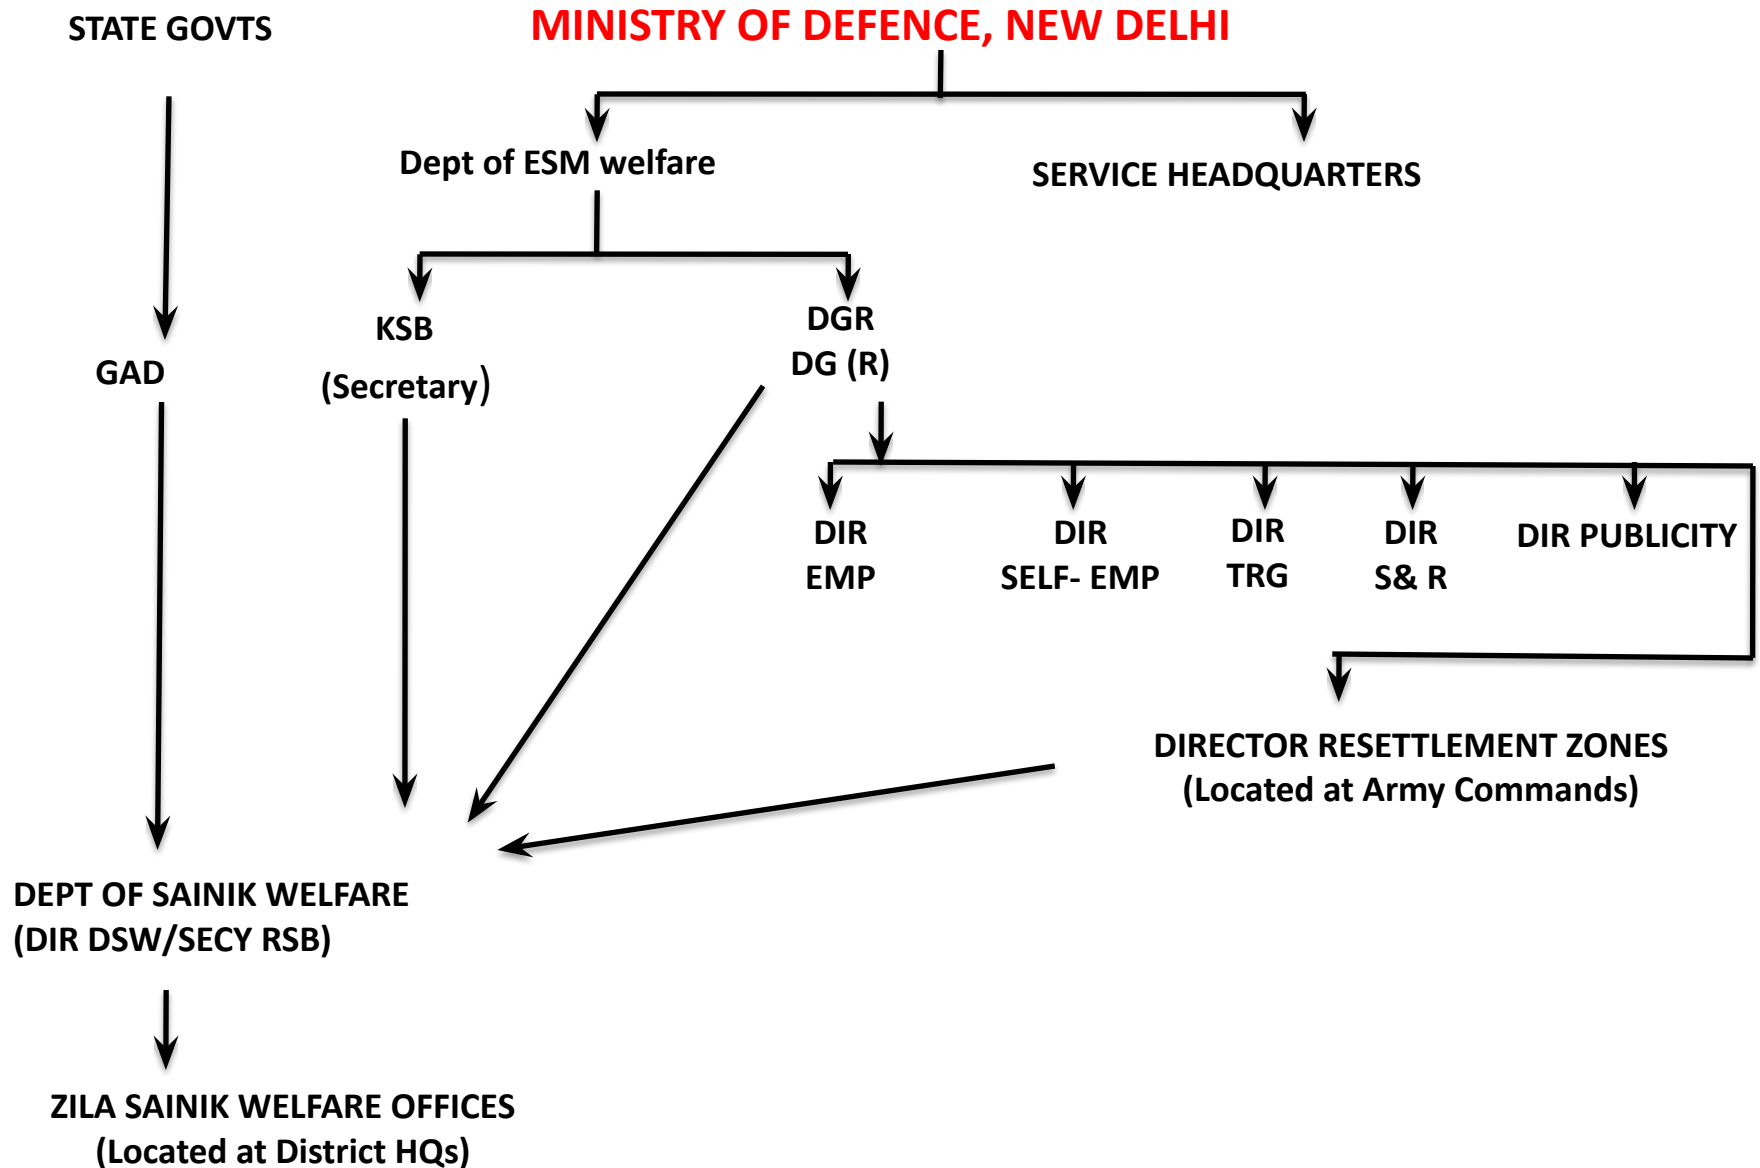 STATE GOVTS
MINISTRY OF DEFENCE, NEW DELHI
Dept of ESM welfare
SERVICE HEADQUARTERS
KSB
(Secretary)
DGR
DG (R)
GAD
DIR
EMP
DIR
SELF- EMP
DIR
TRG
DIR
S& R
DIR PUBLICITY
DIRECTOR RESETTLEMENT ZONES
(Located at Army Commands)
DEPT OF SAINIK WELFARE
(DIR DSW/SECY RSB)
ZILA SAINIK WELFARE OFFICES
(Located at District HQs)